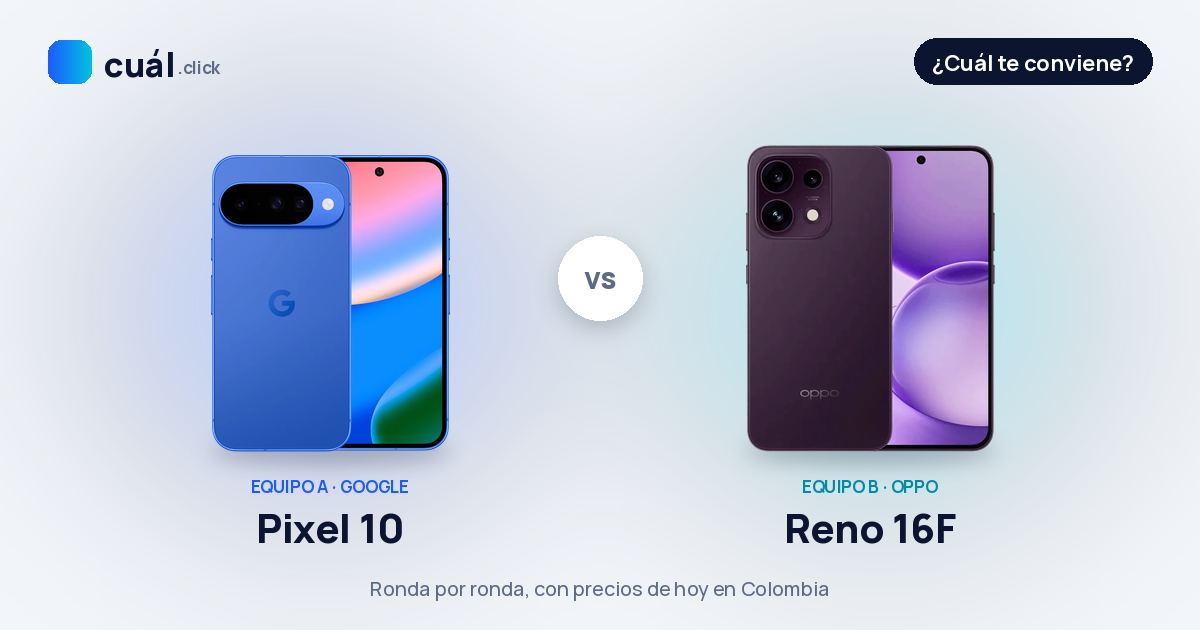 cuál.click
¿Cuál te conviene?
G
oppo
VS
EQUIPO A · GOOGLE
EQUIPO B · OPPO
Pixel 10
Reno 16F
Ronda por ronda, con precios de hoy en Colombia